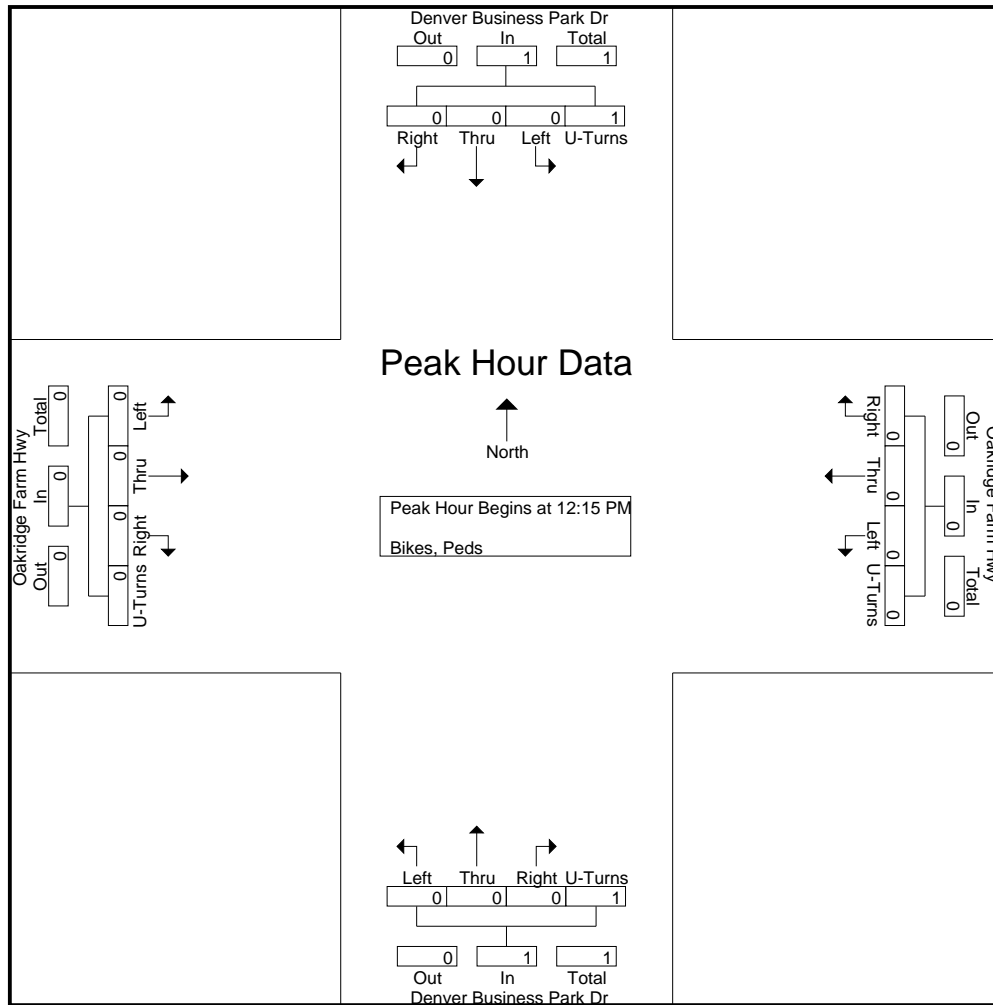 Denver Business Park Dr
Out In Total
0 1 1
0 0 0 1
Right Thru Left U-Turns
Peak Hour Data
North
Peak Hour Begins at 12:15 PM
Bikes, Peds
Oakridge Farm Hwy
Out In Total
0 0 0
U-Turns Right Thru Left
0 0 0 0
Oakridge Farm Hwy
Out In Total
0 0 0
Right Thru Left U-Turns
0 0 0 0
Left Thru Right U-Turns
0 0 0 1
0 1 1
Out In Total
Denver Business Park Dr